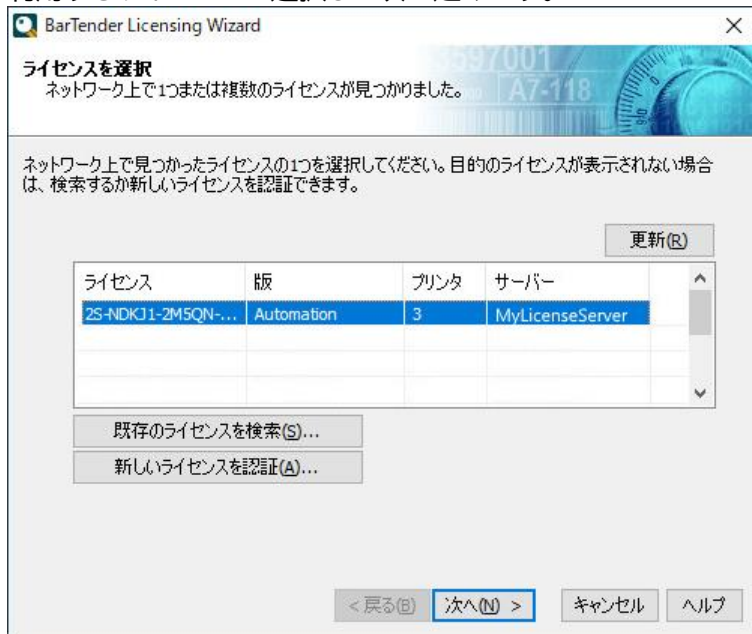 BarTender Licensing Wizard
ライセンスを選択
ネットワーク上で1つまたは複数のライセンスが見つかりました。
A7-118
ネットワーク上で見つかったライセンスの1つを選択してください。目的のライセンスが表示されない場合
は、検索するか新しいライセンスを認証できます。
更新(R)
ライセンス 版 プリンタ サーバー
2S-NDKJ1-2M5QN-... Automation 3 MyLicenseServer
既存のライセンスを検索(S)...
新しいライセンスを認証(A)...
< 戻る(B) 次へ(N) > キャンセル ヘルプ